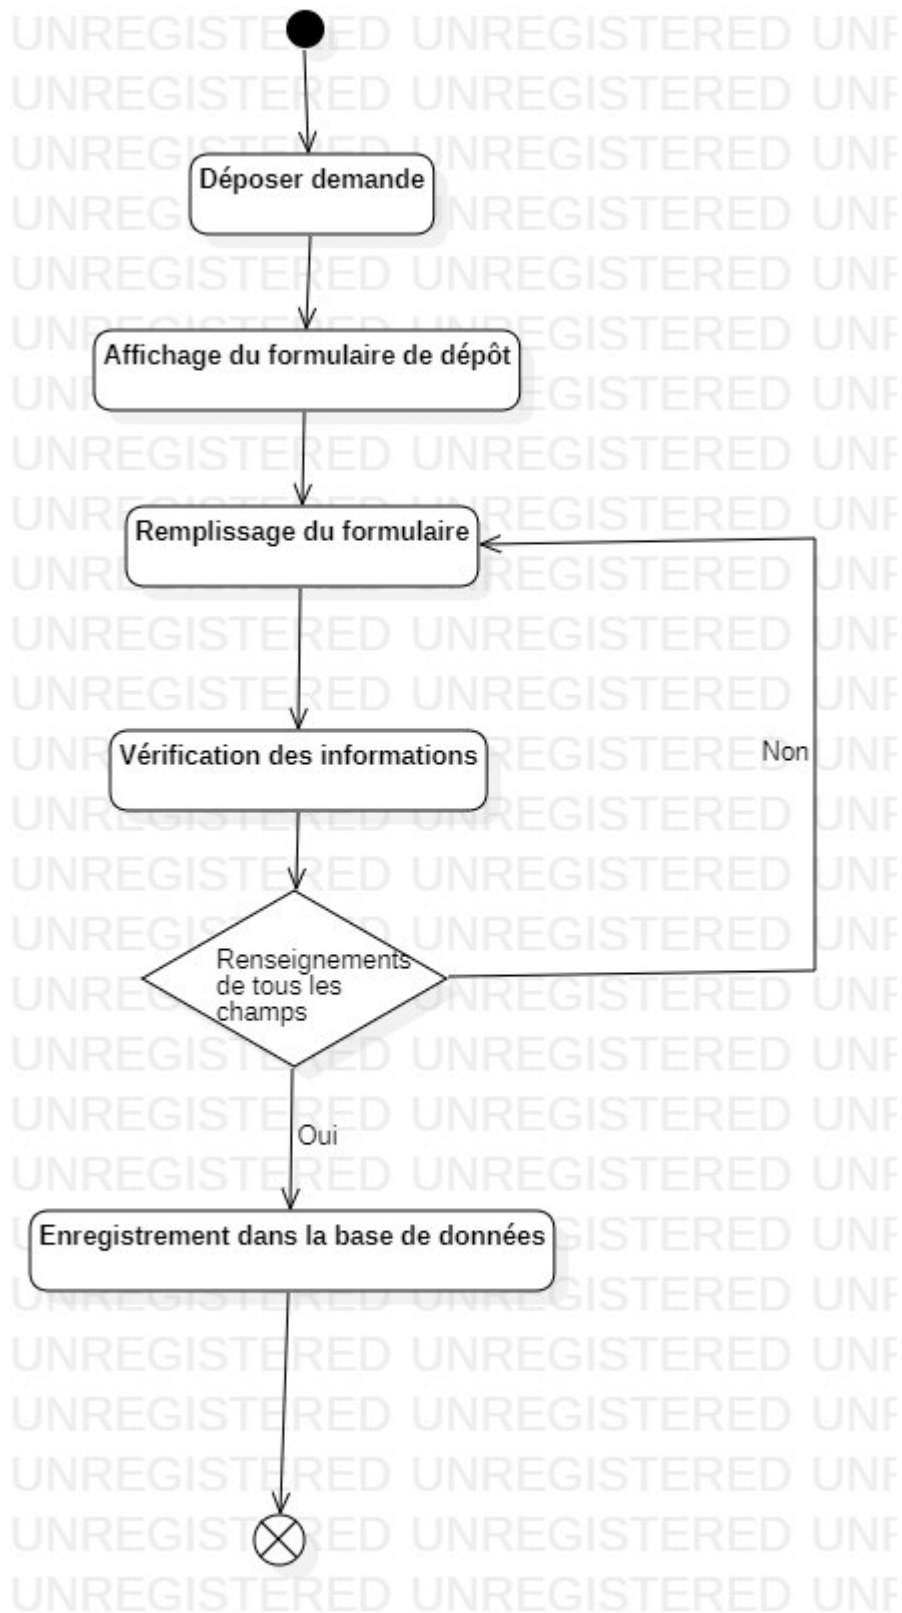 Déposer demande
Affichage du formulaire de dépôt
Remplissage du formulaire
Vérification des informations
Non
Renseignements
de tous les
champs
Oui
Enregistrement dans la base de données
UNREGISTERED